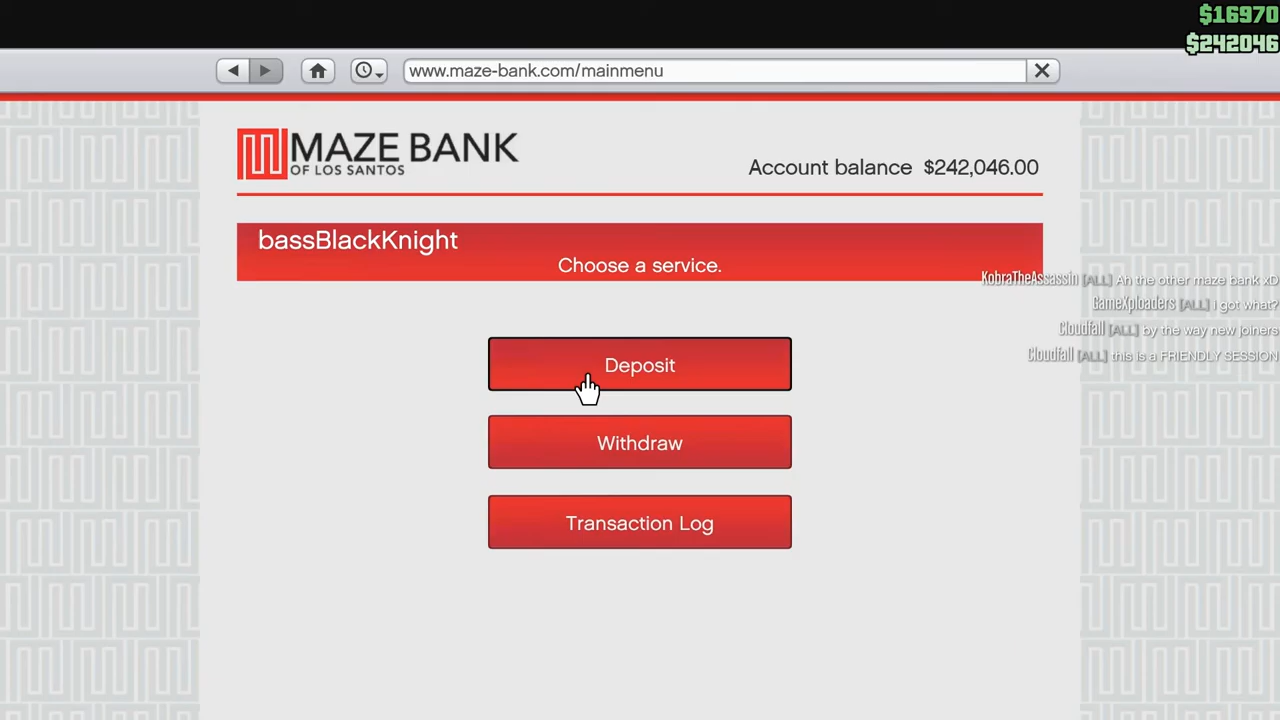 $16970
$242046
www.maze-bank.com/mainmenu
MAZE BANK
OF LOS SANTOS
Account balance $242,046.00
bassBlackKnight
Choose a service.
KobraTheAssassin [ALL] Ah the other maze bank xD
GameXploaders [ALL] i got what?
Cloudfall [ALL] by the way new joiners
Cloudfall [ALL] this is a FRIENDLY SESSION
Deposit
Withdraw
Transaction Log